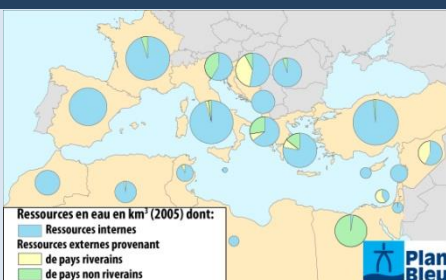 Ressources en eau en km³ (2005) dont:
Ressources internes
Ressources externes provenant
de pays riverains
de pays non riverains
Plan
Bleu